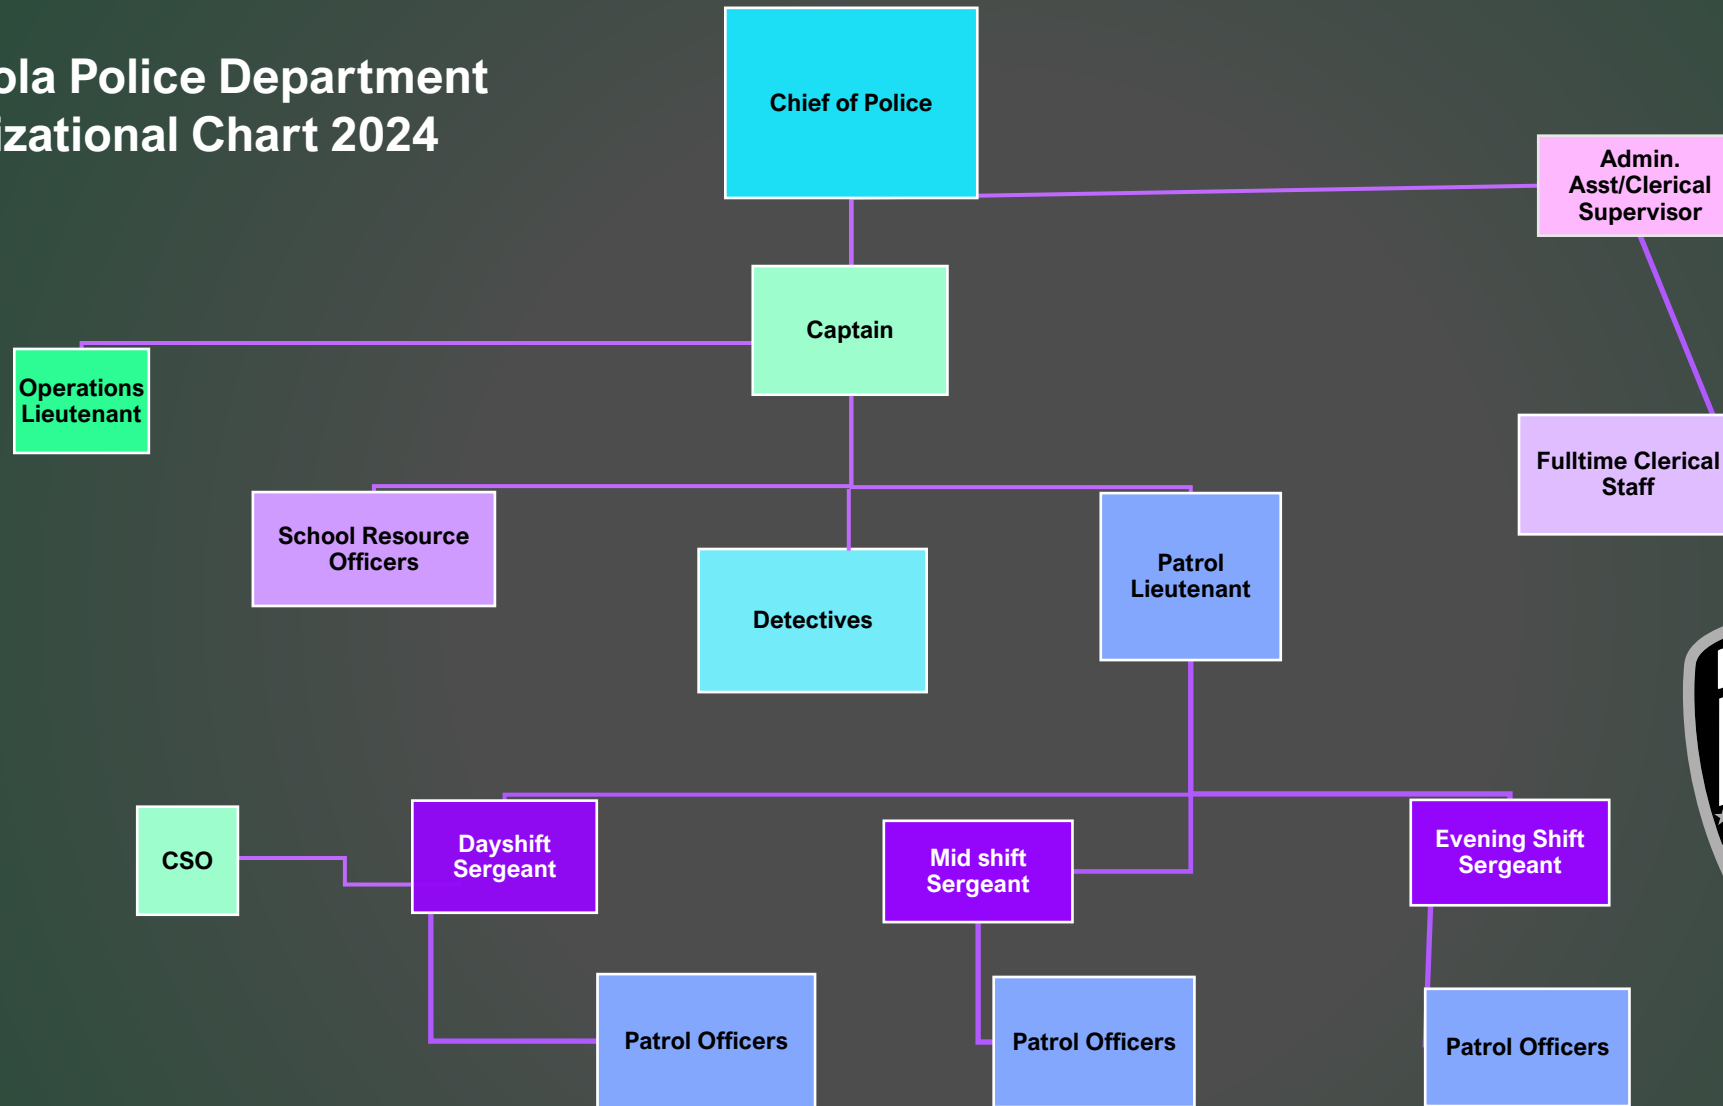 ola Police Department
izational Chart 2024
Chief of Police
Admin.
Asst/Clerical
Supervisor
Captain
Operations
Lieutenant
Fulltime Clerical
Staff
School Resource
Officers
Patrol
Lieutenant
Detectives
CSO
Dayshift
Sergeant
Mid shift
Sergeant
Evening Shift
Sergeant
Patrol Officers
Patrol Officers
Patrol Officers